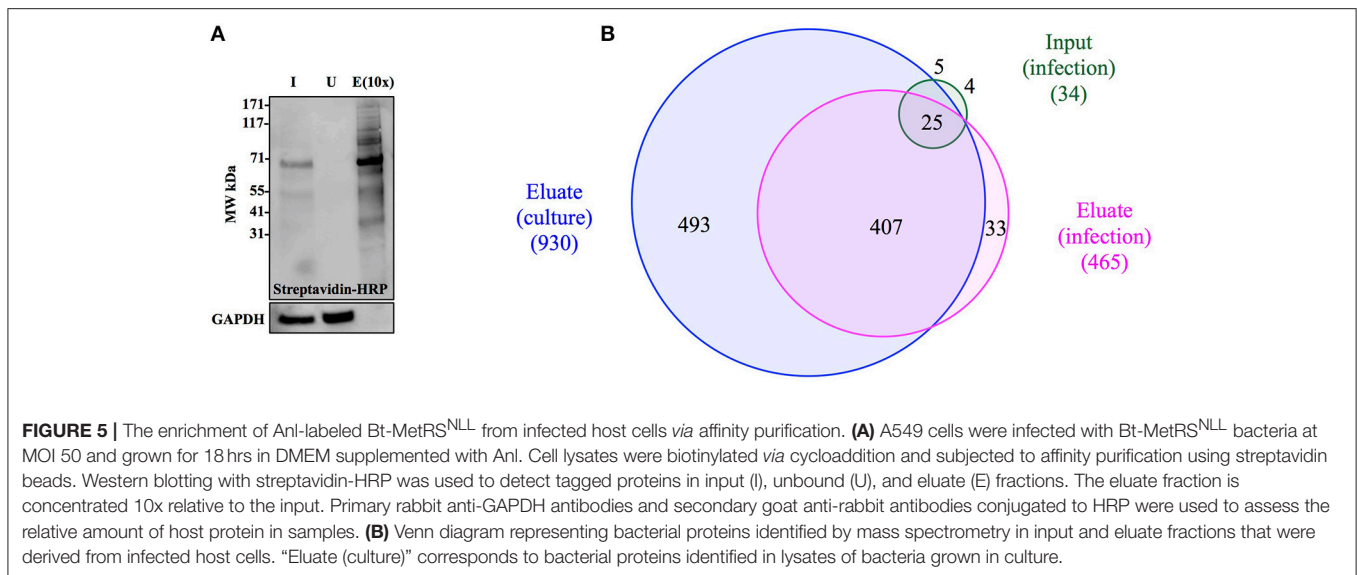 A
I U E(10x)
171-
117-
71-
55-
41-
31-
MW kDa
Streptavidin-HRP
GAPDH
B
Input
(infection)
(34)
5
4
25
Eluate
(culture)
(930)
493
407
33
Eluate
(infection)
(465)
FIGURE 5 | The enrichment of Anl-labeled Bt-MetRSNLL from infected host cells via affinity purification. (A) A549 cells were infected with Bt-MetRSNLL bacteria at
MOI 50 and grown for 18 hrs in DMEM supplemented with Anl. Cell lysates were biotinylated via cycloaddition and subjected to affinity purification using streptavidin
beads. Western blotting with streptavidin-HRP was used to detect tagged proteins in input (I), unbound (U), and eluate (E) fractions. The eluate fraction is
concentrated 10x relative to the input. Primary rabbit anti-GAPDH antibodies and secondary goat anti-rabbit antibodies conjugated to HRP were used to assess the
relative amount of host protein in samples. (B) Venn diagram representing bacterial proteins identified by mass spectrometry in input and eluate fractions that were
derived from infected host cells. “Eluate (culture)” corresponds to bacterial proteins identified in lysates of bacteria grown in culture.